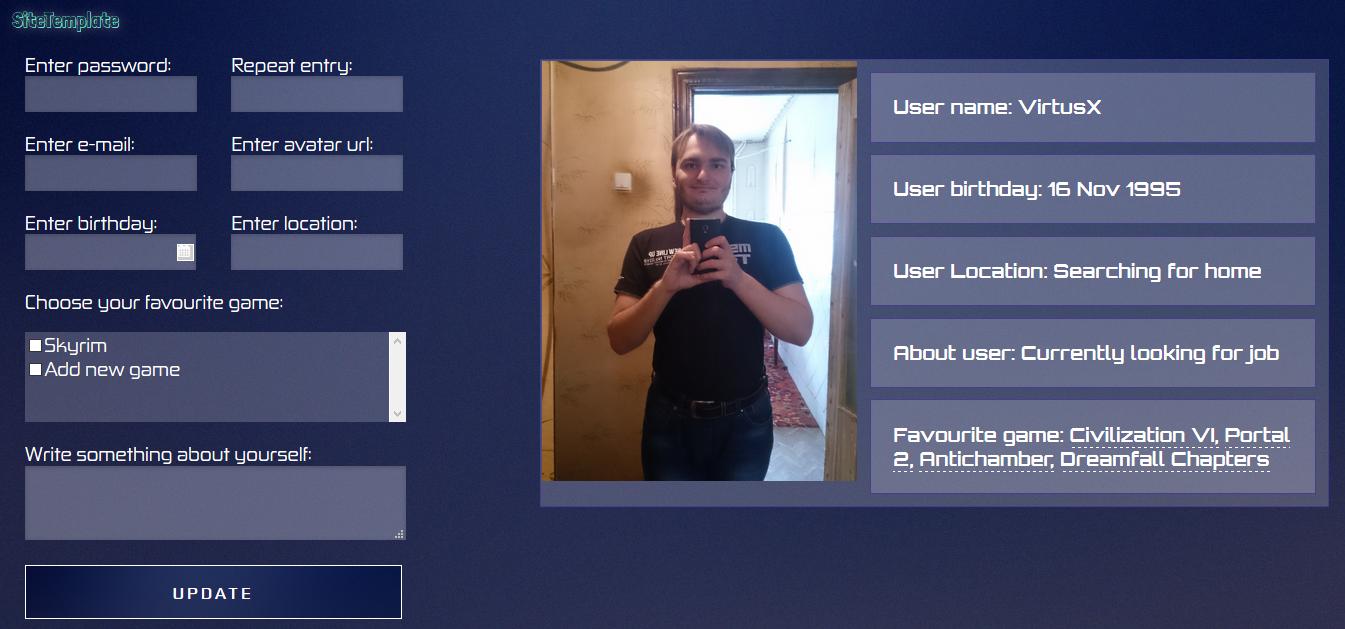 SiteTemplate
Enter password:
Repeat entry:
Enter e-mail:
Enter avatar url:
Enter birthday:
Enter location:
Choose your favourite game:
Skyrim
Add new game
Write something about yourself:
UPDATE
User name: VirtusX
User birthday: 16 Nov 1995
User Location: Searching for home
About user: Currently looking for job
Favourite game: Civilization VI, Portal
2, Antichamber, Dreamfall Chapters